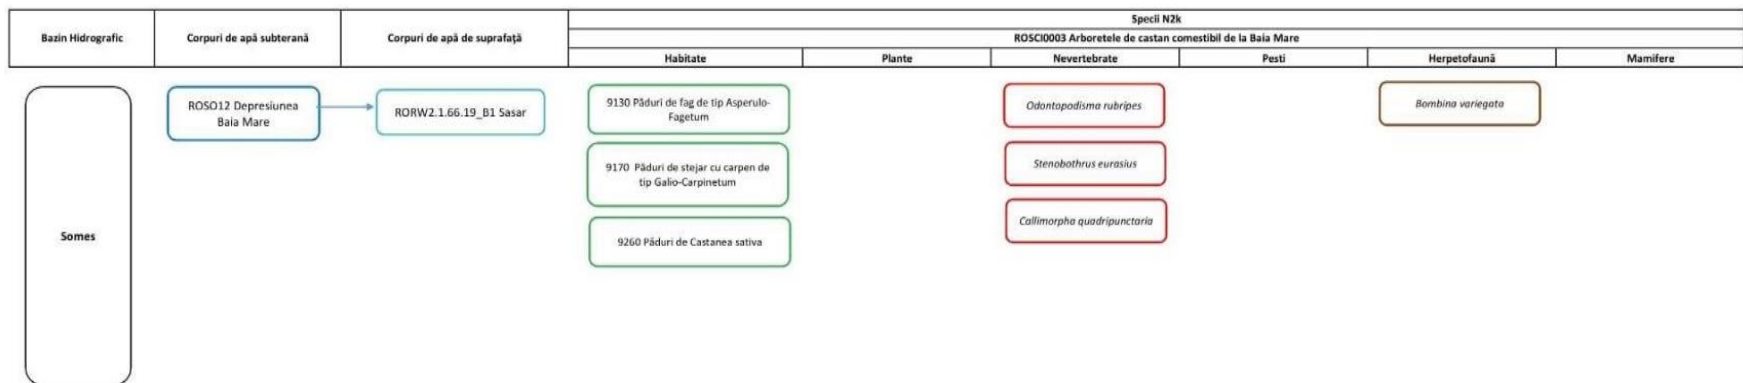 Bazin Hidrografic
Corpuri de apă subterană
Corpuri de apă de suprafață
Specii N2k
ROSCI0003 Arboretele de castan comestibil de la Baia Mare
Habitate
Plante
Nevertebrate
Pesti
Herpetofaună
Mamifere
Somes
ROSO12 Depresiunea
Baia Mare
RORW2.1.66.19_B1 Sasar
9130 Păduri de fag de tip Asperulo-
Fagetum
9170 Păduri de stejar cu carpen de
tip Galio-Carpinetum
9260 Păduri de Castanea sativa
Odontopodisma rubripes
Stenobothrus eurasius
Callimorpha quadripunctaria
Bombina variegata